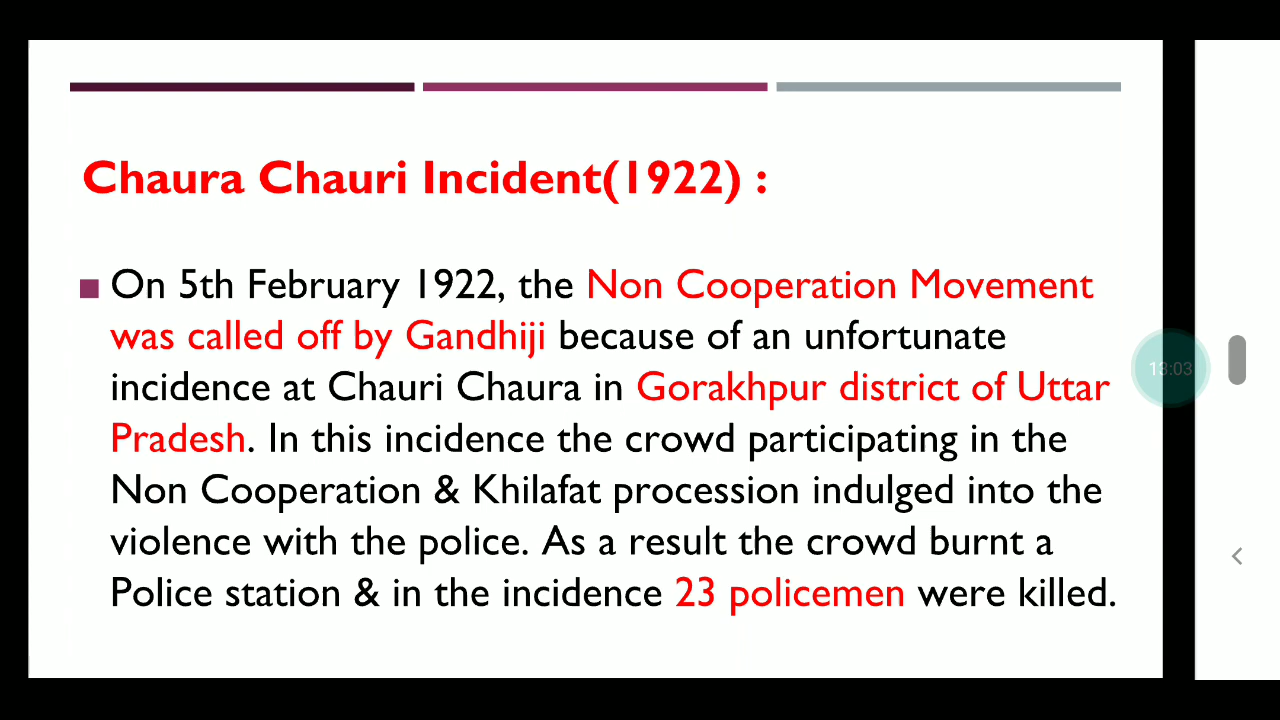 Chaura Chauri Incident(1922) :
On 5th February 1922, the Non Cooperation Movement
was called off by Gandhiji because of an unfortunate
incidence at Chauri Chaura in Gorakhpur district of Uttar
Pradesh. In this incidence the crowd participating in the
Non Cooperation & Khilafat procession indulged into the
violence with the police. As a result the crowd burnt a
Police station & in the incidence 23 policemen were killed.
13:03